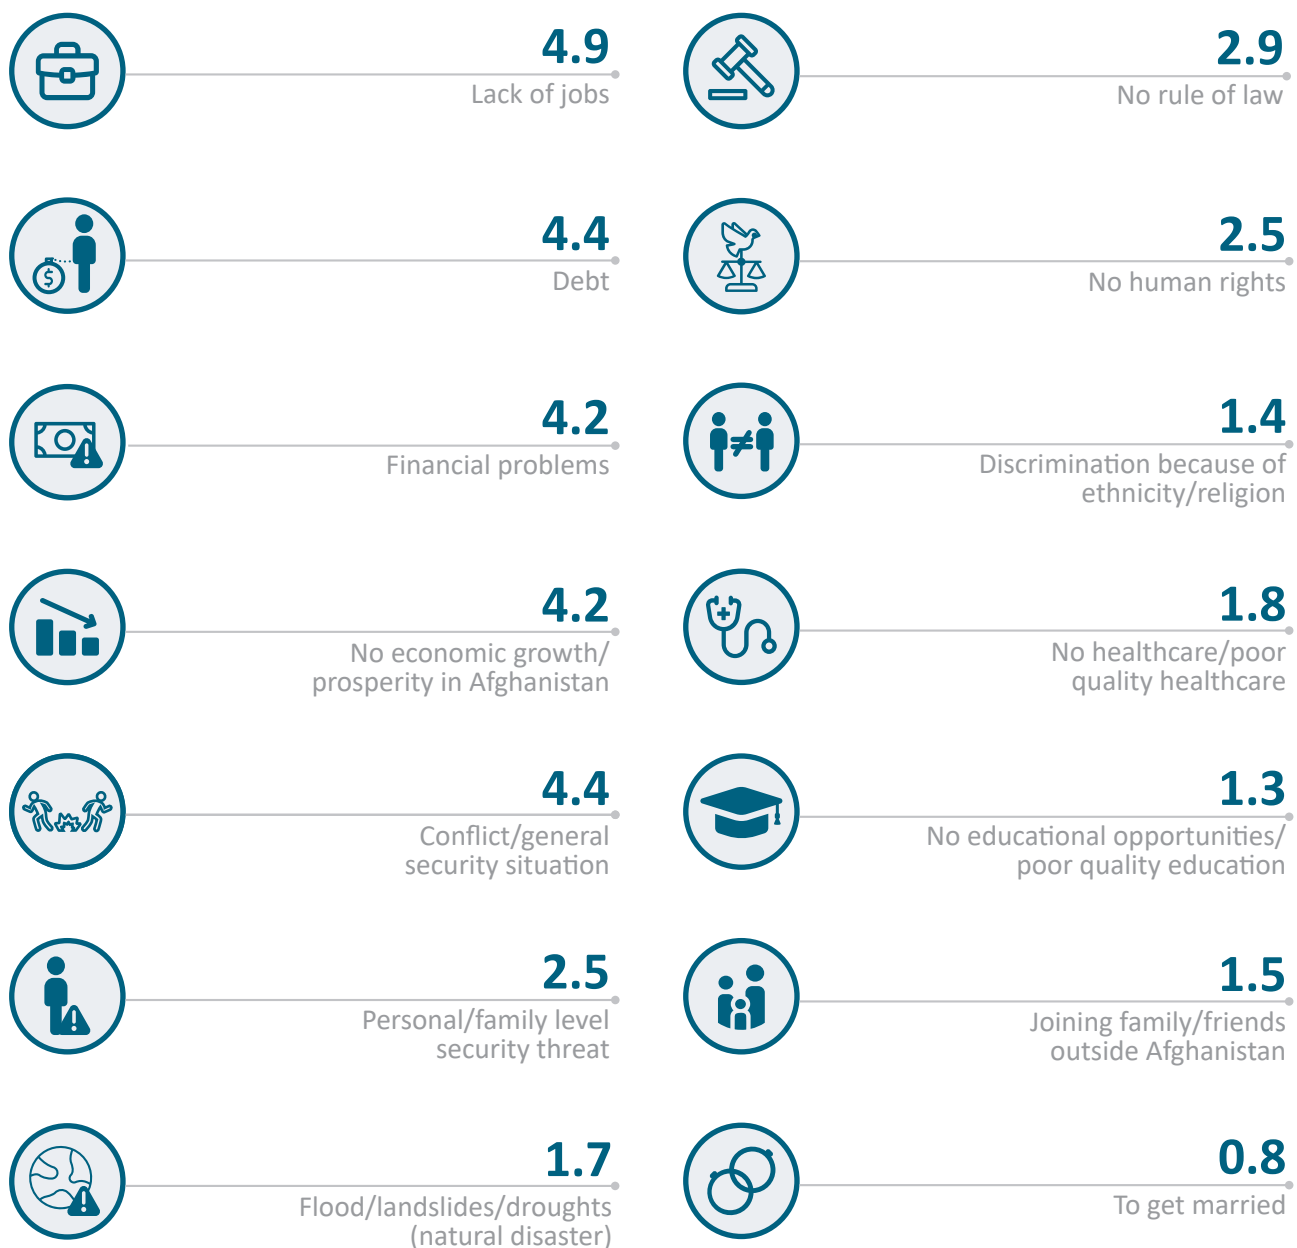 4.9
Lack of jobs
4.4
Debt
$
4.2
Financial problems
4.2
No economic growth/
prosperity in Afghanistan
4.4
Conflict/general
security situation
2.5
Personal/family level
security threat
1.7
Flood/landslides/droughts
(natural disaster)
2.9
No rule of law
2.5
No human rights
1.4
Discrimination because of
ethnicity/religion
1.8
No healthcare/poor
quality healthcare
1.3
No educational opportunities/
poor quality education
1.5
Joining family/friends
outside Afghanistan
0.8
To get married